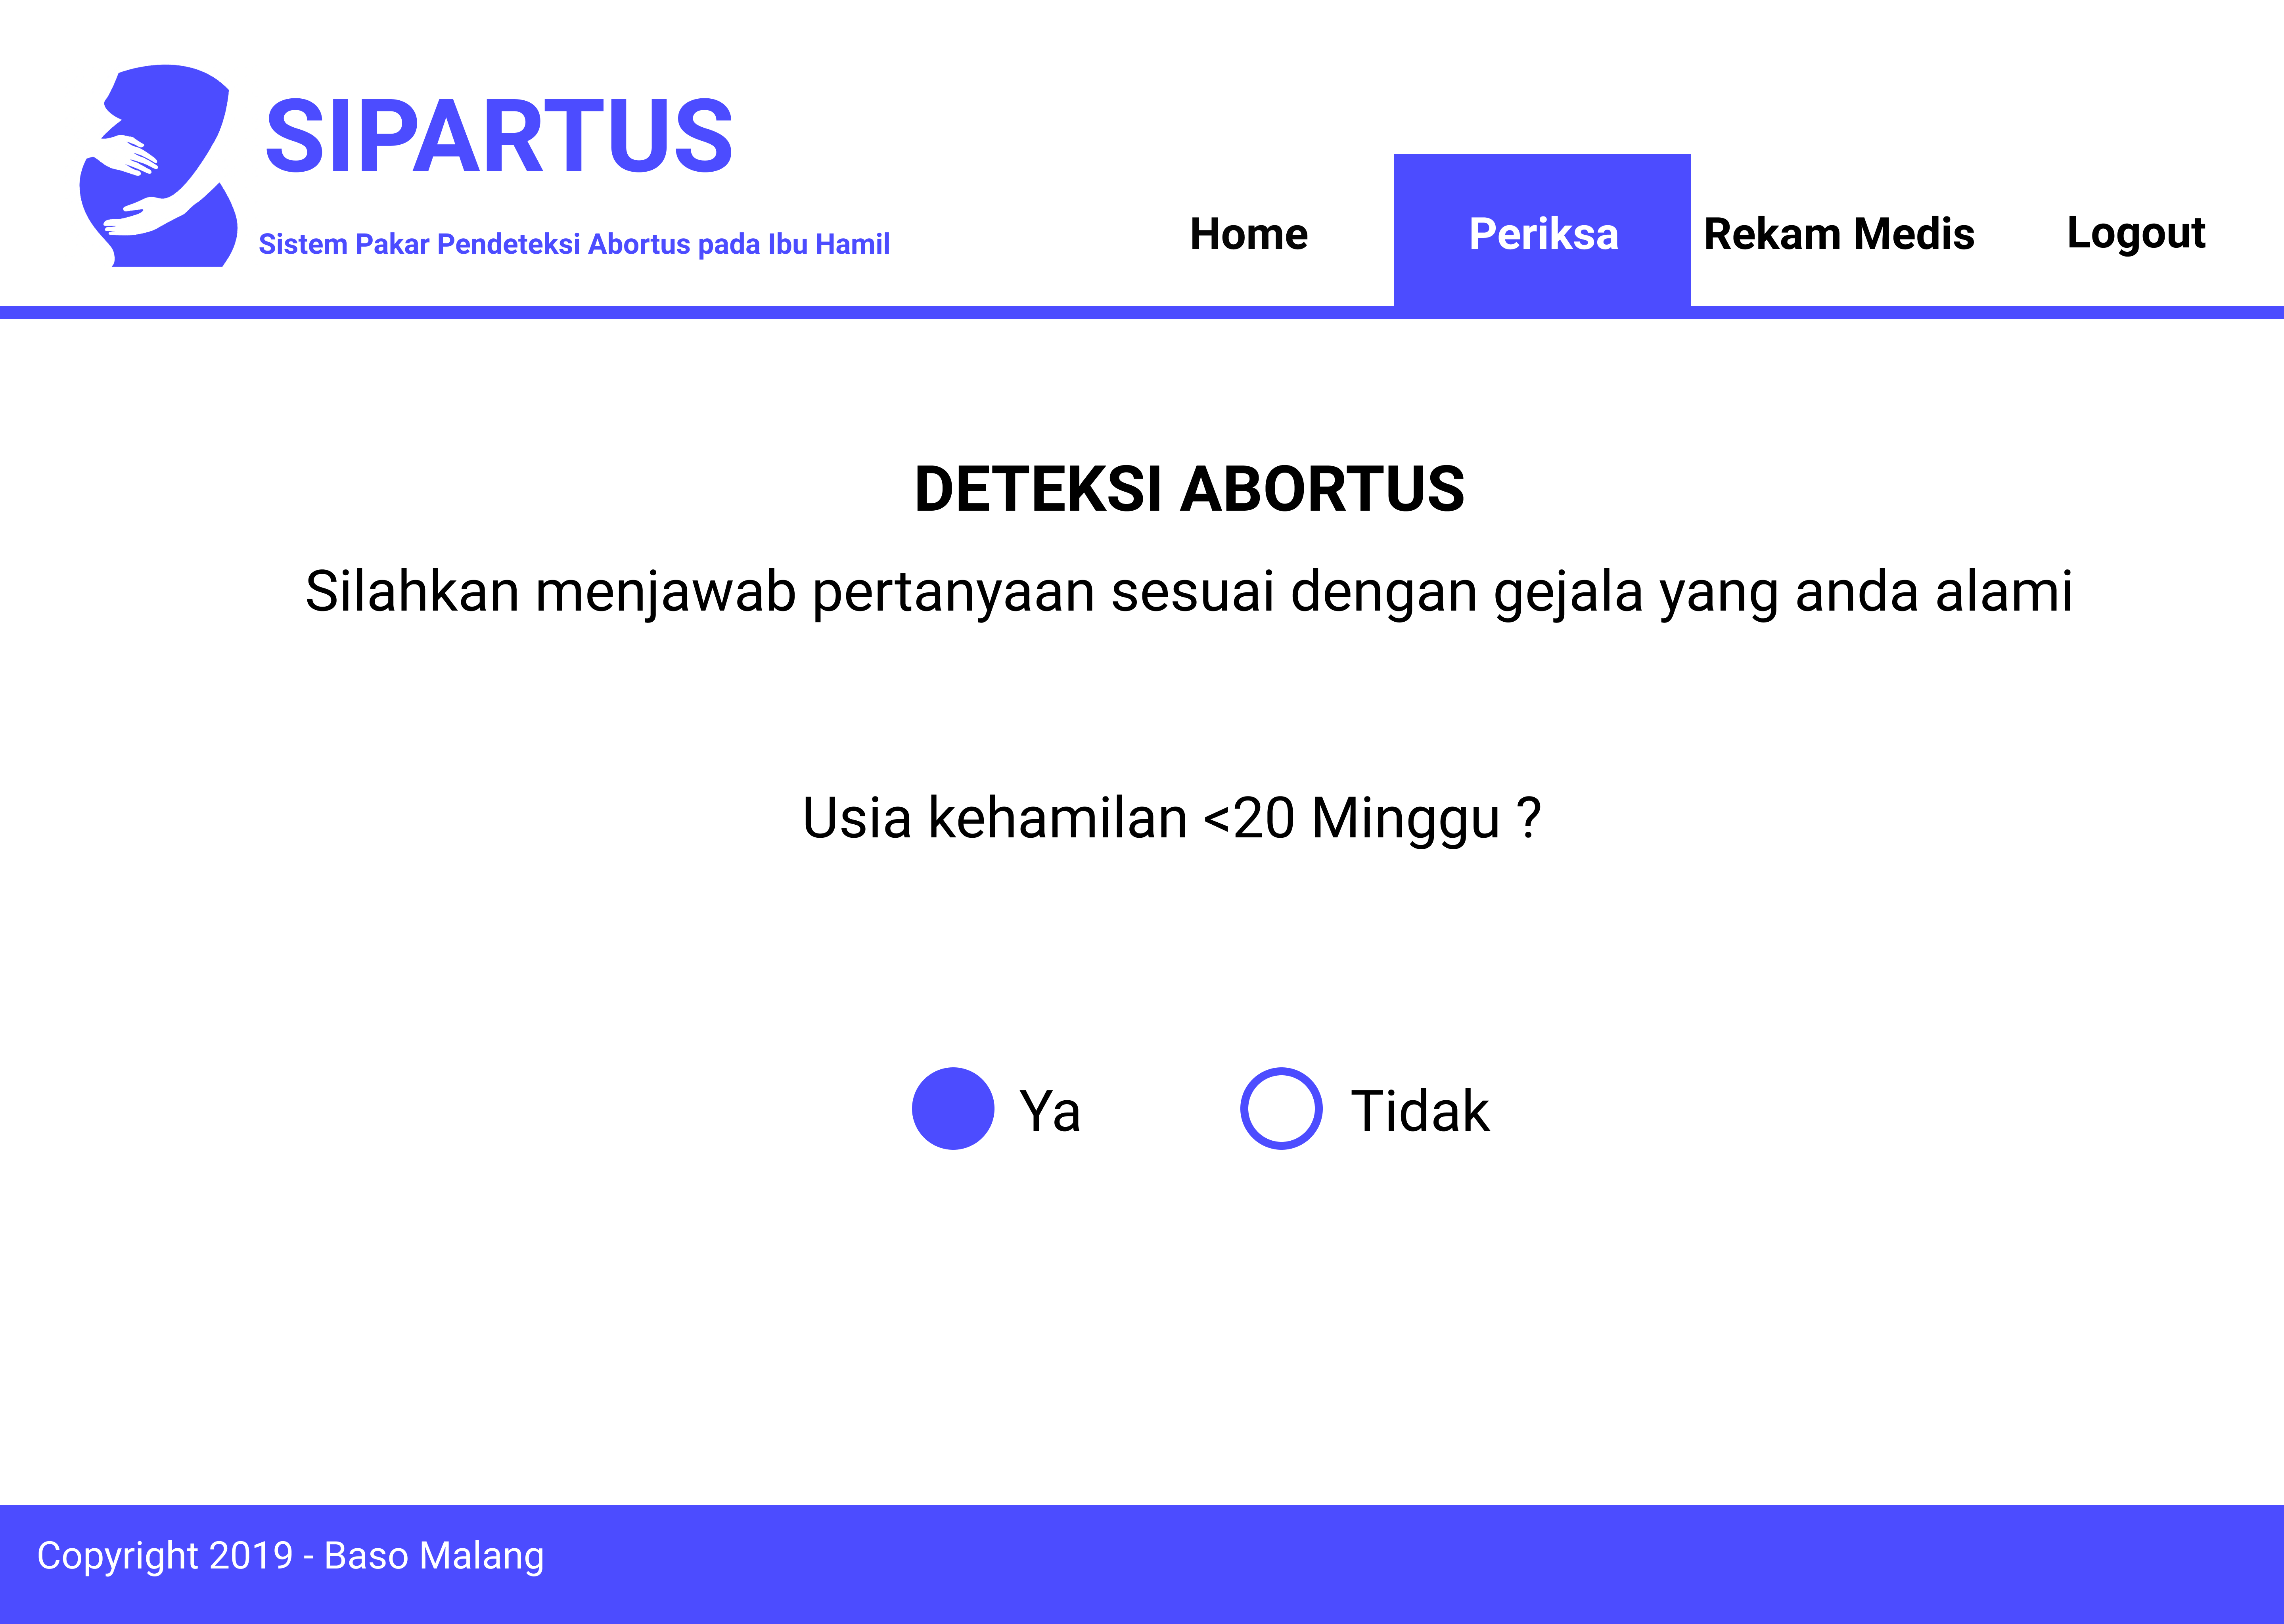 SIPARTUS
Sistem Pakar Pendeteksi Abortus pada Ibu Hamil
Home
Periksa
Rekam Medis
Logout
DETEKSI ABORTUS
Silahkan menjawab pertanyaan sesuai dengan gejala yang anda alami
Usia kehamilan <20 Minggu ?
Ya
Tidak
Copyright 2019 - Baso Malang